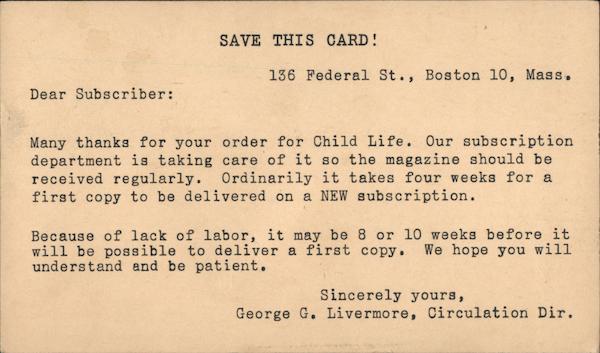 SAVE THIS CARD!
136 Federal St., Boston 10, Mass.
Dear Subscriber:
Many thanks for your order for Child Life. Our subscription
department is taking care of it so the magazine should be
received regularly. Ordinarily it takes four weeks for a
first copy to be delivered on a NEW subscription.
Because of lack of labor, it may be 8 or 10 weeks before it
will be possible to deliver a first copy. We hope you will
understand and be patient.
Sincerely yours,
George G. Livermore, Circulation Dir.